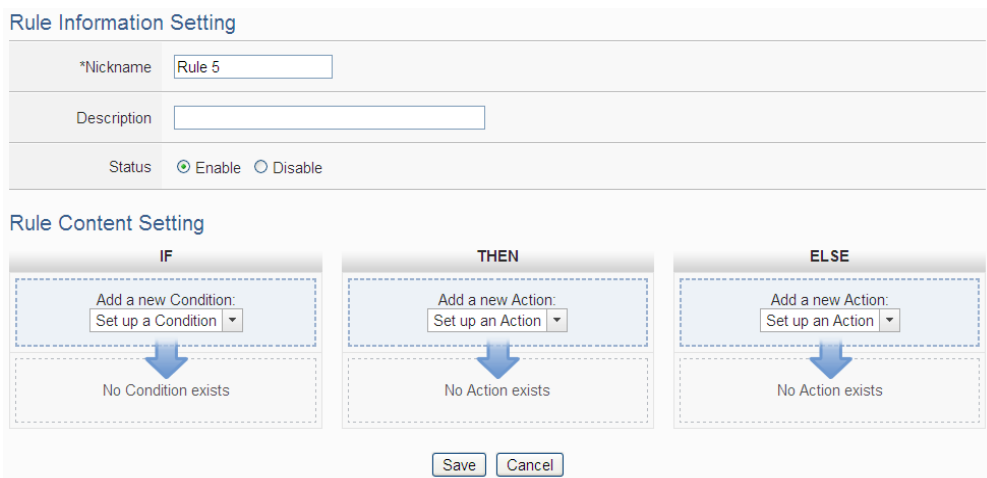 Rule Information Setting
*Nickname Rule 5
Description
Status Enable Disable
Rule Content Setting
IF THEN ELSE
Add a new Condition: Add a new Action: Add a new Action:
Set up a Condition Set up an Action Set up an Action
No Condition exists No Action exists No Action exists
Save Cancel